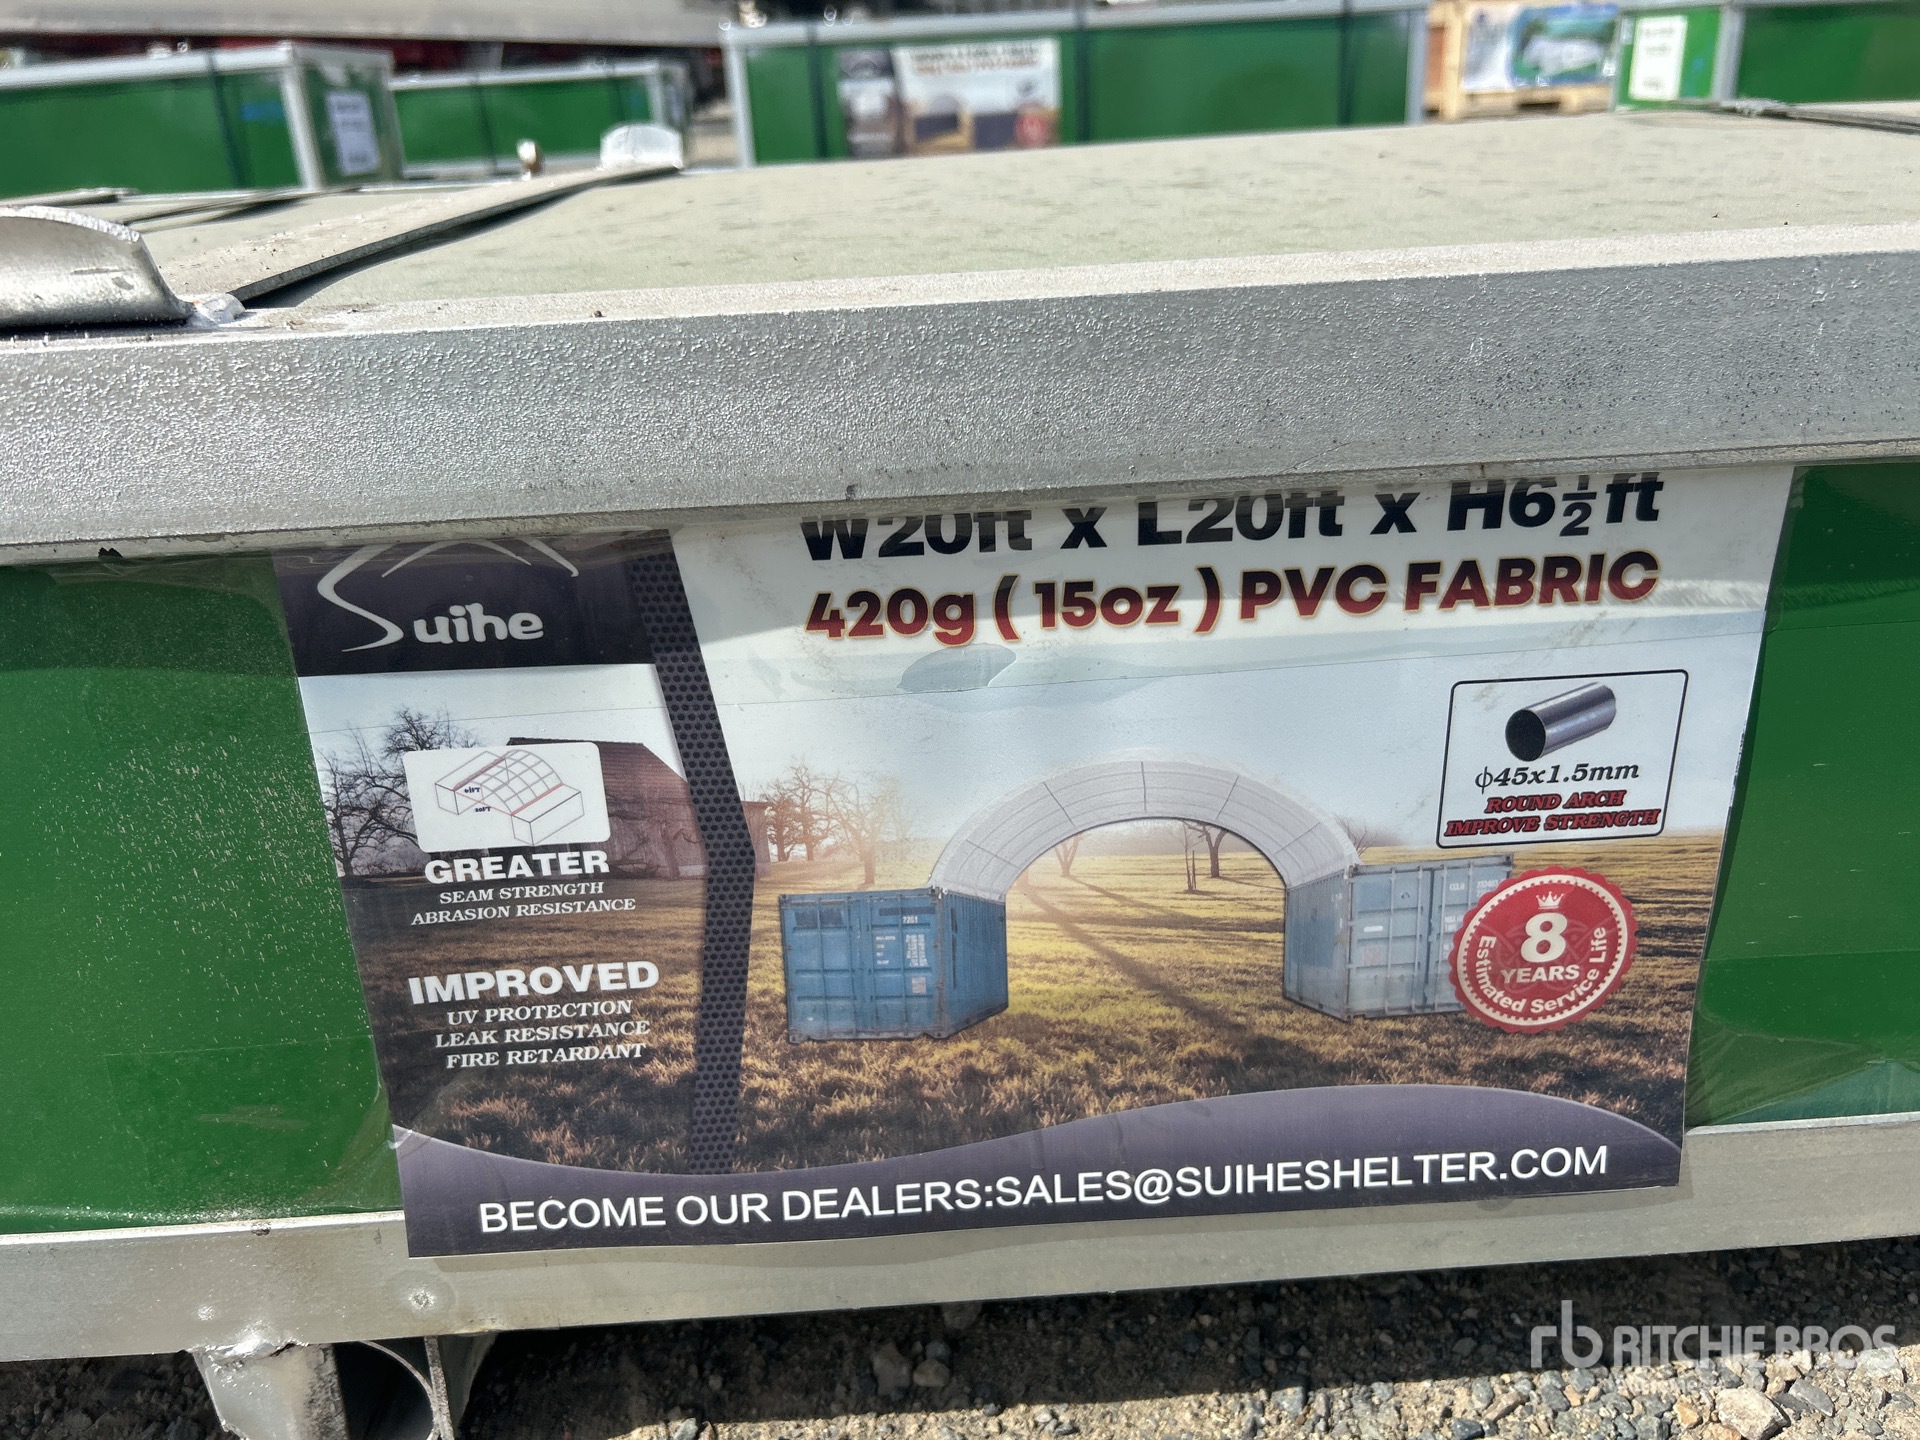 W20ft x L20ft x H6½ft
420g ( 15oz ) PVC FABRIC
Suihe
GREATER
SEAM STRENGTH
ABRASION RESISTANCE
IMPROVED
UV PROTECTION
LEAK RESISTANCE
FIRE RETARDANT
ϕ45x1.5mm
ROUND ARCH
IMPROVE STRENGTH
8
YEARS
Estimated Service Life
BECOME OUR DEALERS:SALES@SUIHESHELTER.COM
rb RITCHIE BROS